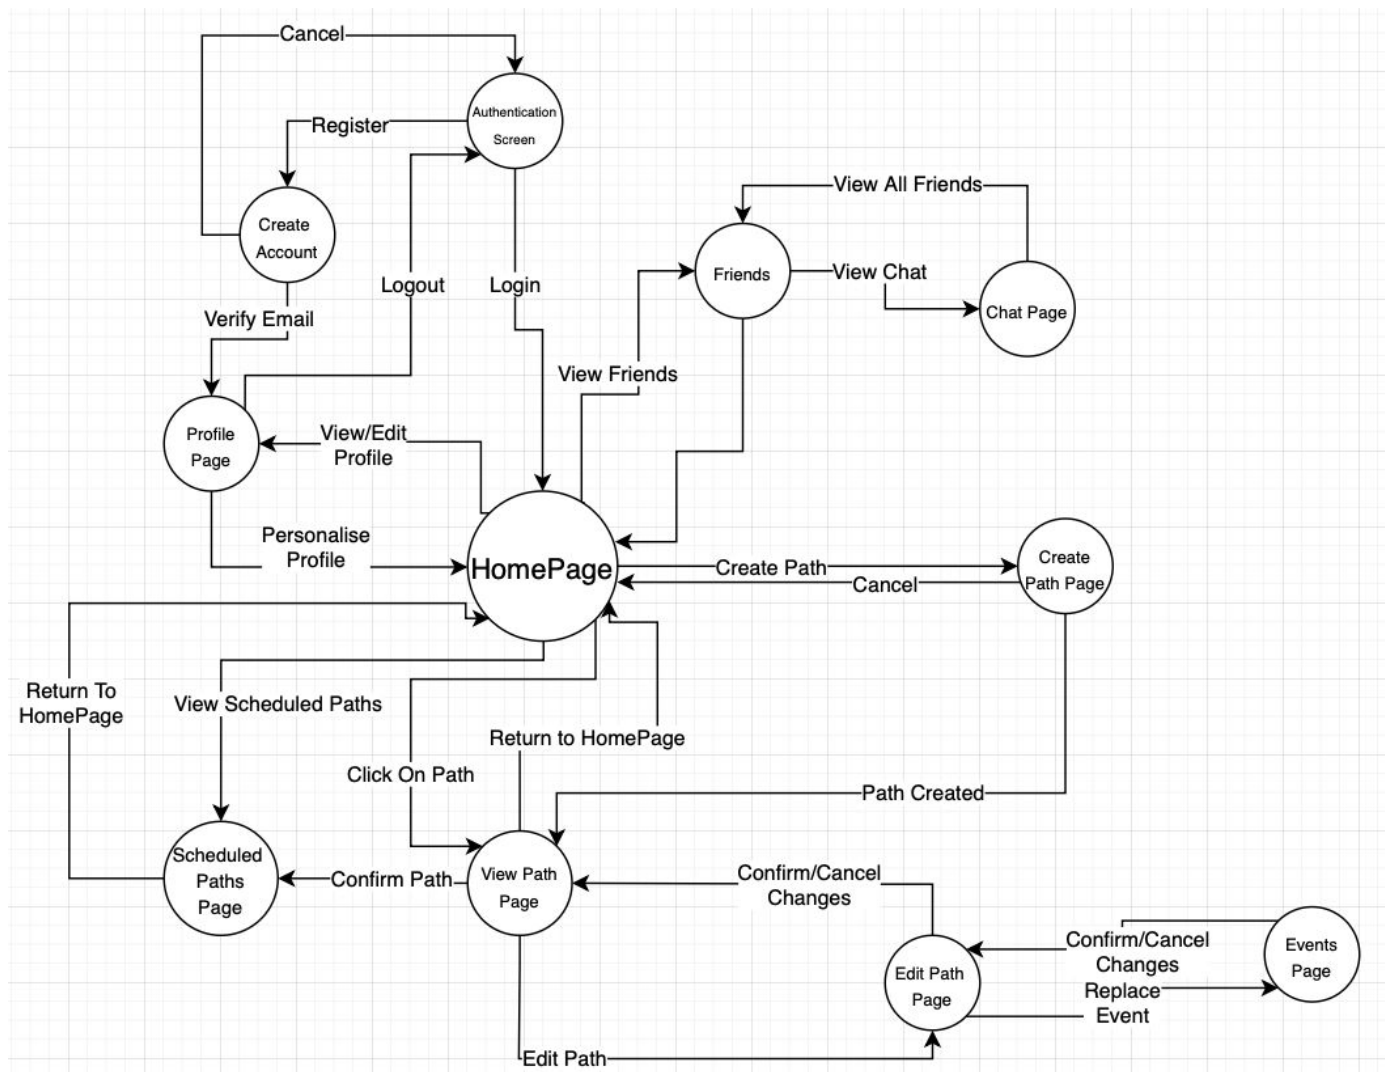 Cancel
Authentication
Screen
Register
View All Friends
Create
Account
Friends
View Chat
Chat Page
Logout
Login
Verify Email
View Friends
Profile
Page
View/Edit
Profile
Personalise
Profile
HomePage
Create Path
Cancel
Create
Path Page
Return To
HomePage
View Scheduled Paths
Return to HomePage
Click On Path
Path Created
Scheduled
Paths
Page
Confirm Path
View Path
Page
Confirm/Cancel
Changes
Edit Path
Page
Confirm/Cancel
Changes
Replace
Event
Events
Page
Edit Path